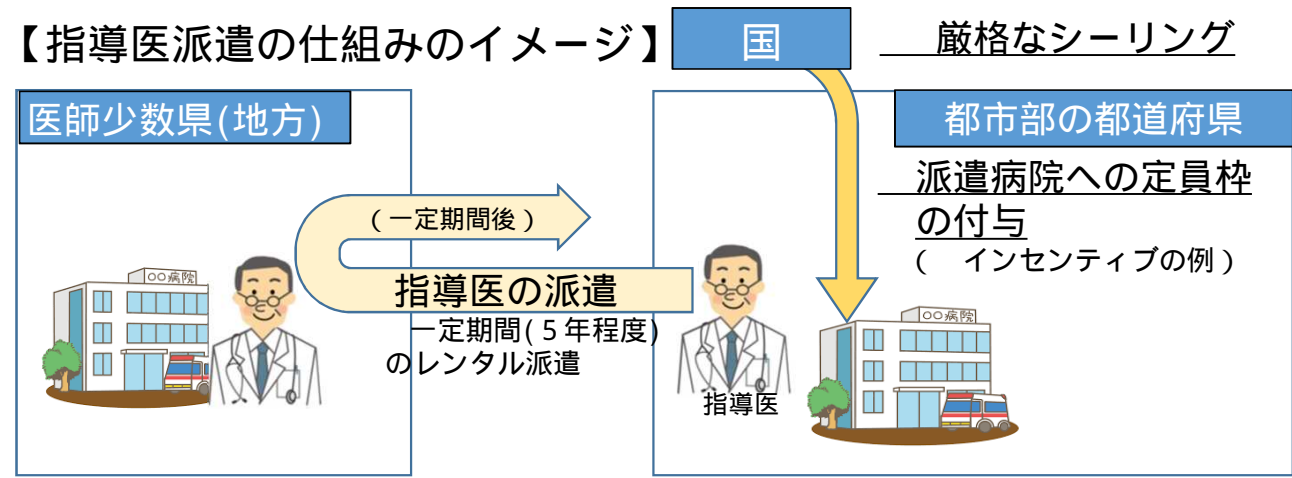 【指導医派遣の仕組みのイメージ】
国
厳格なシーリング
医師少数県(地方)
都市部の都道府県
派遣病院への定員枠
の付与
(　インセンティブの例)
(一定期間後)
指導医の派遣
一定期間(5年程度)
のレンタル派遣
○○病院
○○病院
指導医